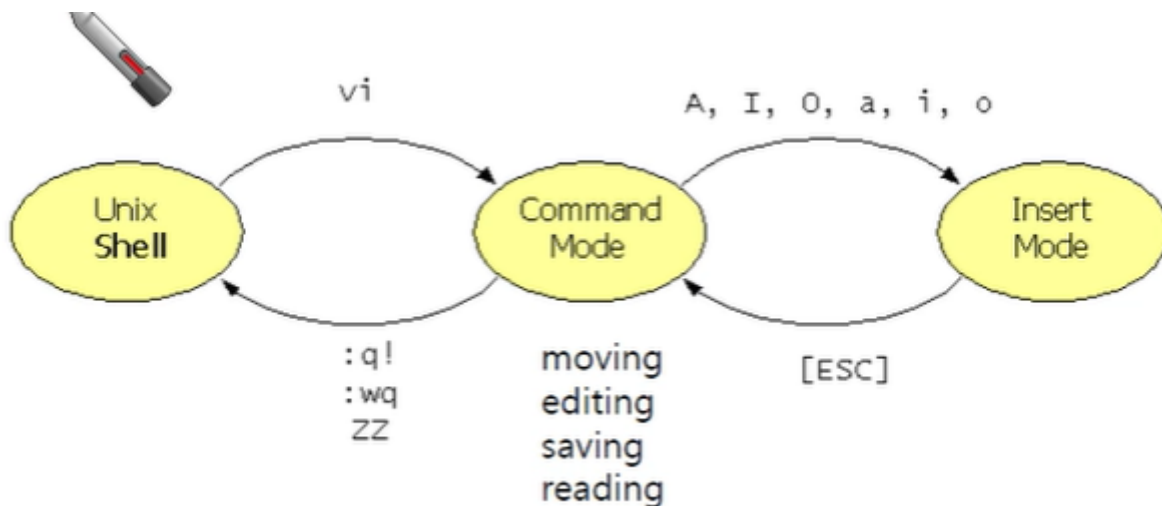 vi
A, I, O, a, i, o
Unix
Shell
Command
Mode
Insert
Mode
:q!
:wq
ZZ
moving
editing
saving
reading
[ESC]